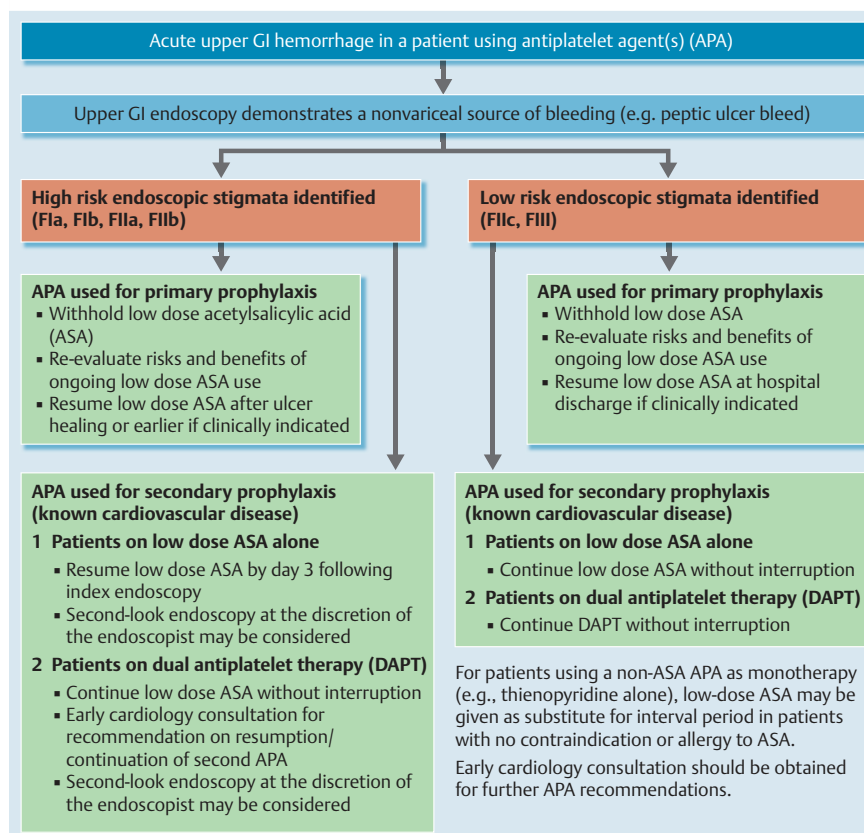 Acute upper GI hemorrhage in a patient using antiplatelet agent(s) (APA)
Upper GI endoscopy demonstrates a nonvariceal source of bleeding (e.g. peptic ulcer bleed)
High risk endoscopic stigmata identified
(FIa, FIb, FIIa, FIIb)
Low risk endoscopic stigmata identified
(FIIc, FIII)
APA used for primary prophylaxis
▪ Withhold low dose acetylsalicylic acid
(ASA)
▪ Re-evaluate risks and benefits of
ongoing low dose ASA use
▪ Resume low dose ASA after ulcer
healing or earlier if clinically indicated
APA used for primary prophylaxis
▪ Withhold low dose ASA
▪ Re-evaluate risks and benefits of
ongoing low dose ASA use
▪ Resume low dose ASA at hospital
discharge if clinically indicated
APA used for secondary prophylaxis
(known cardiovascular disease)
1 Patients on low dose ASA alone
▪ Resume low dose ASA by day 3 following
index endoscopy
▪ Second-look endoscopy at the discretion of
the endoscopist may be considered
2 Patients on dual antiplatelet therapy (DAPT)
▪ Continue low dose ASA without interruption
▪ Early cardiology consultation for
recommendation on resumption/
continuation of second APA
▪ Second-look endoscopy at the discretion of
the endoscopist may be considered
APA used for secondary prophylaxis
(known cardiovascular disease)
1 Patients on low dose ASA alone
▪ Continue low dose ASA without interruption
2 Patients on dual antiplatelet therapy (DAPT)
▪ Continue DAPT without interruption
For patients using a non-ASA APA as monotherapy
(e.g., thienopyridine alone), low-dose ASA may be
given as substitute for interval period in patients
with no contraindication or allergy to ASA.
Early cardiology consultation should be obtained
for further APA recommendations.